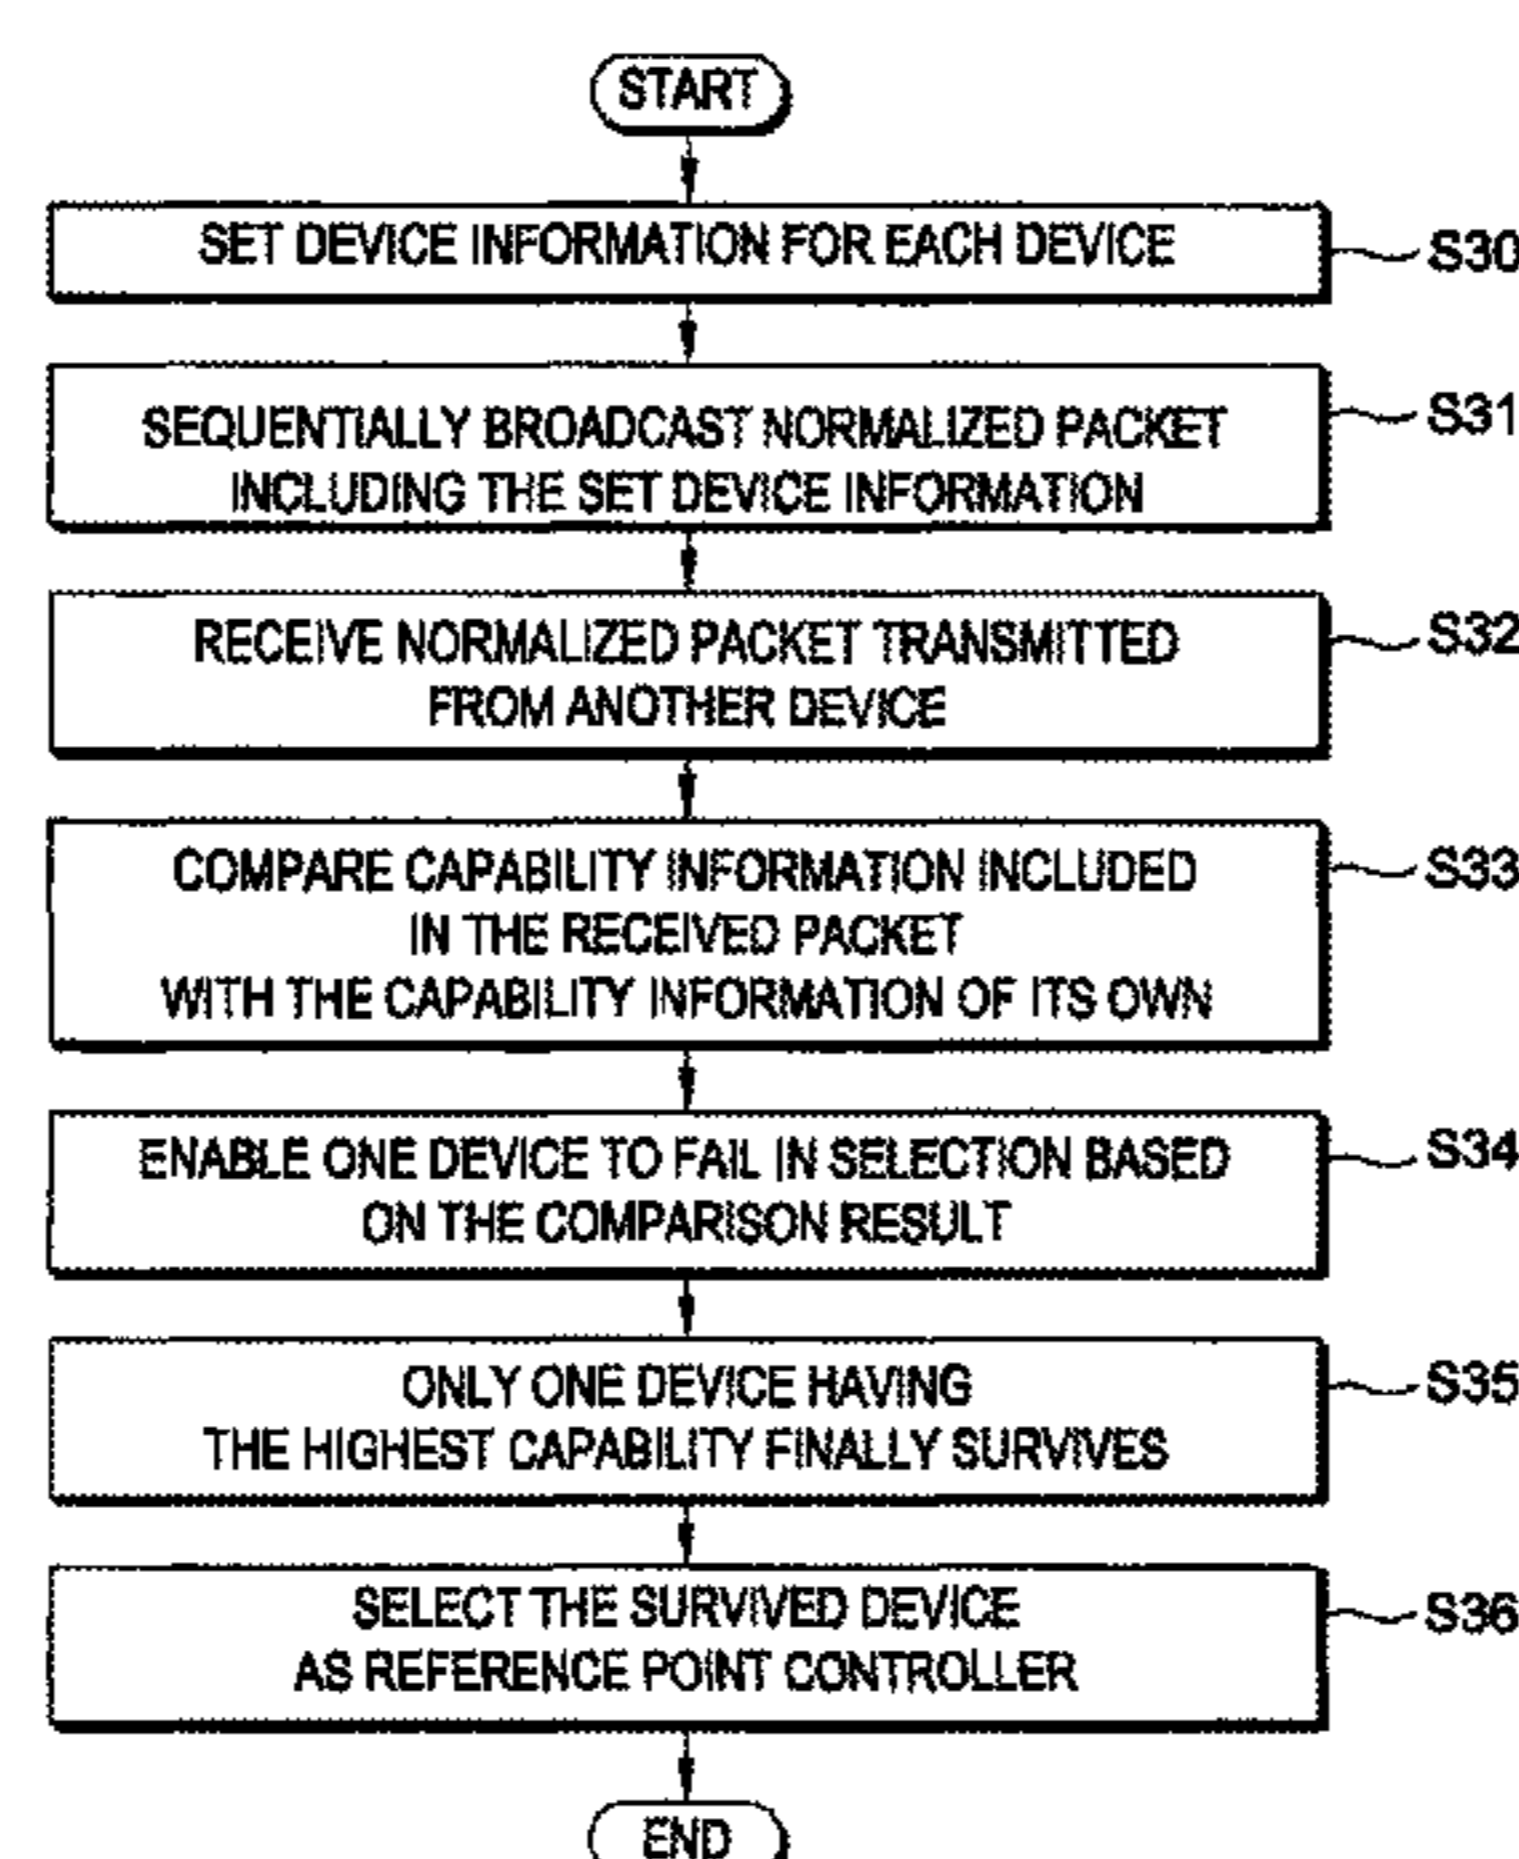 START
SET DEVICE INFORMATION FOR EACH DEVICE
S30
SEQUENTIALLY BROADCAST NORMALIZED PACKET
INCLUDING THE SET DEVICE INFORMATION
S31
RECEIVE NORMALIZED PACKET TRANSMITTED
FROM ANOTHER DEVICE
S32
COMPARE CAPABILITY INFORMATION INCLUDED
IN THE RECEIVED PACKET
WITH THE CAPABILITY INFORMATION OF ITS OWN
S33
ENABLE ONE DEVICE TO FAIL IN SELECTION BASED
ON THE COMPARISON RESULT
S34
ONLY ONE DEVICE HAVING
THE HIGHEST CAPABILITY FINALLY SURVIVES
S35
SELECT THE SURVIVED DEVICE
AS REFERENCE POINT CONTROLLER
S36
END